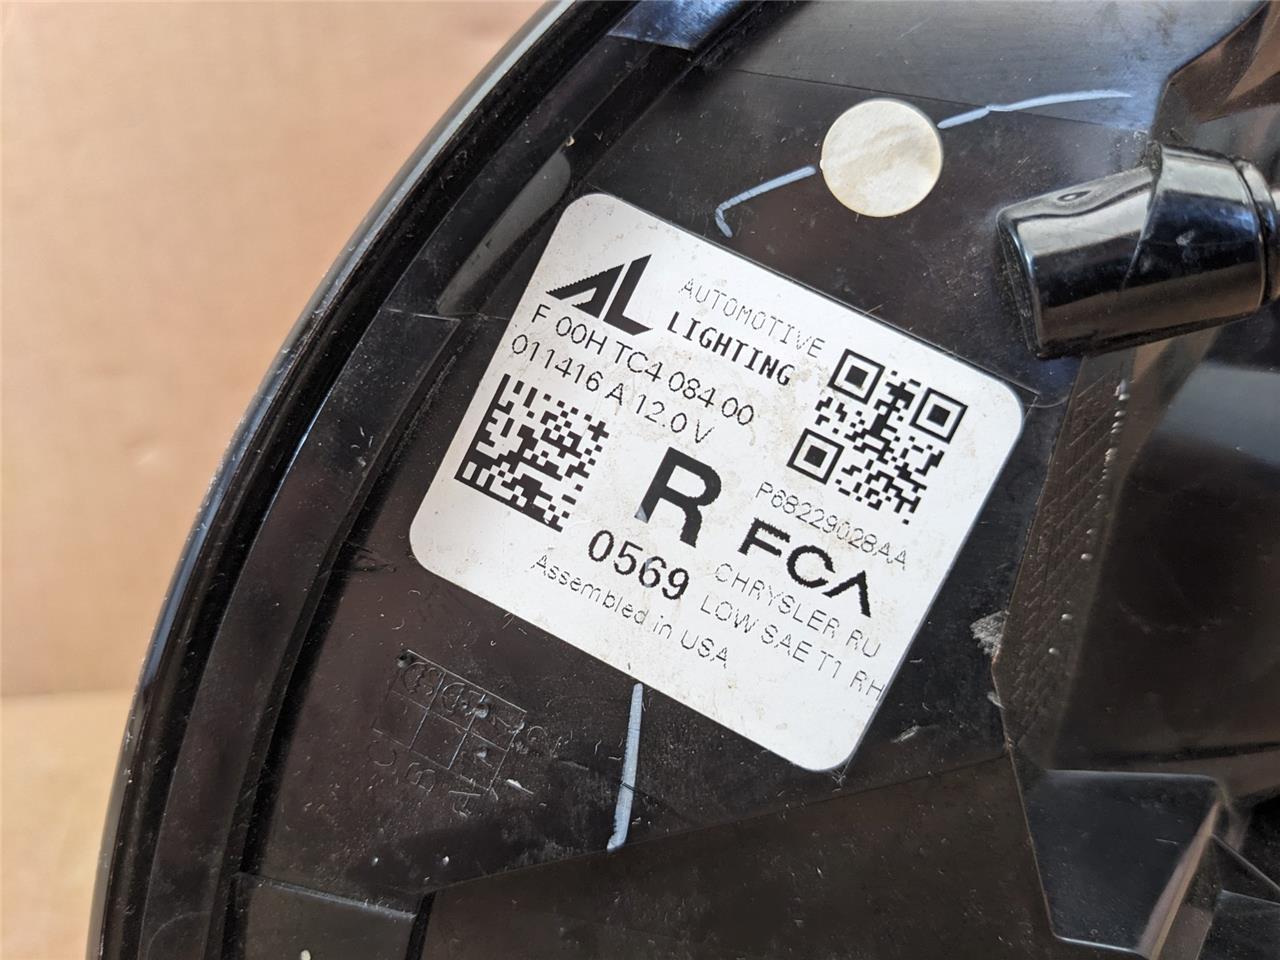 AL AUTOMOTIVE
LIGHTING
F 00H TC4 084 00
011416 A 12.0 V
R
0569
Assembled in USA
P68229028AA
FCA
CHRYSLER RU
LOW SAE T1 RH